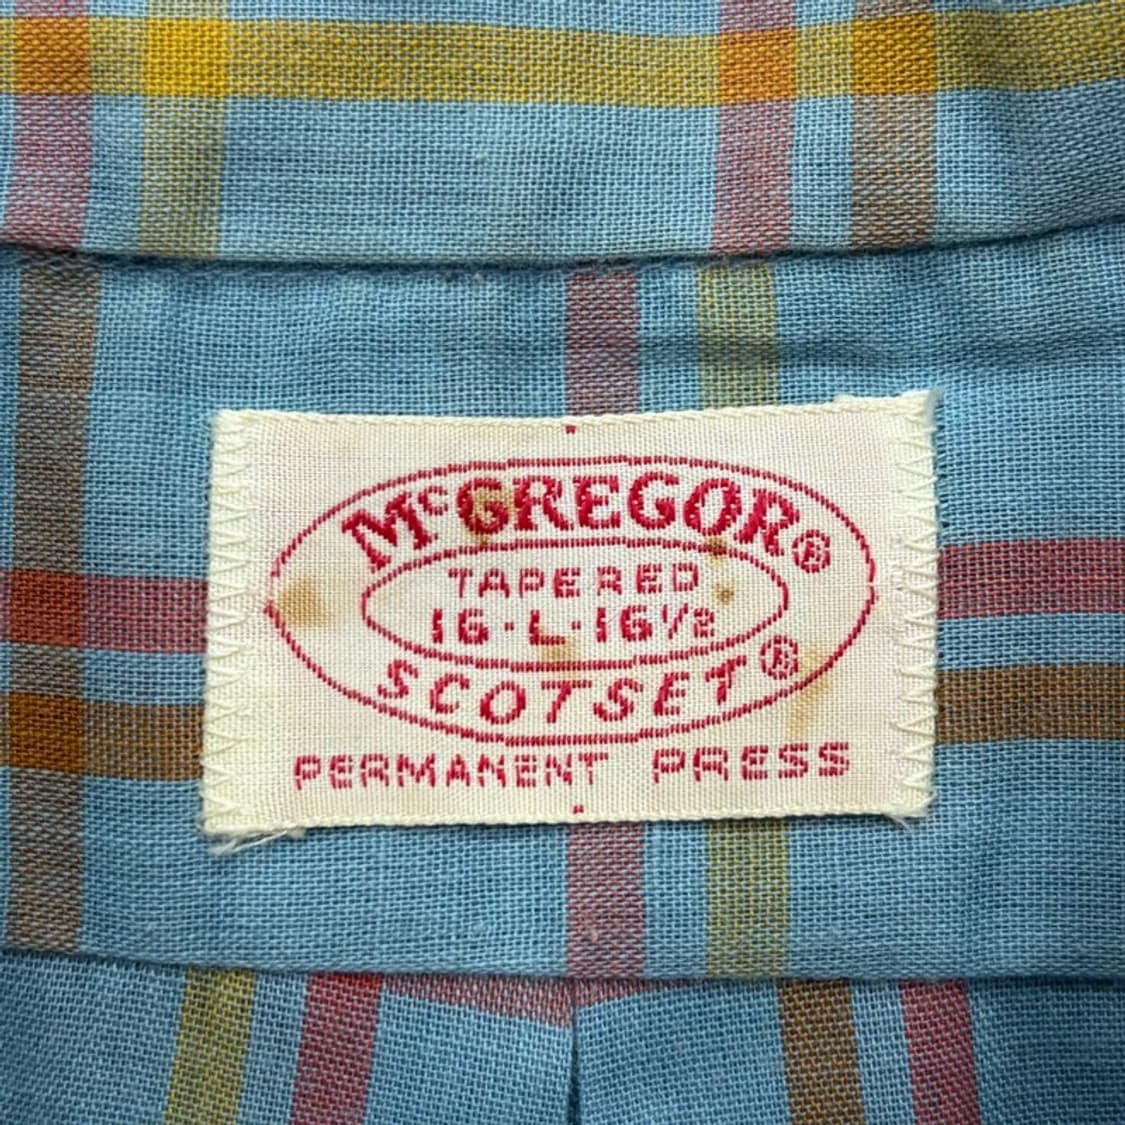 McGREGOR®
TAPERED
16·L·16½
SCOTSET®
PERMANENT PRESS